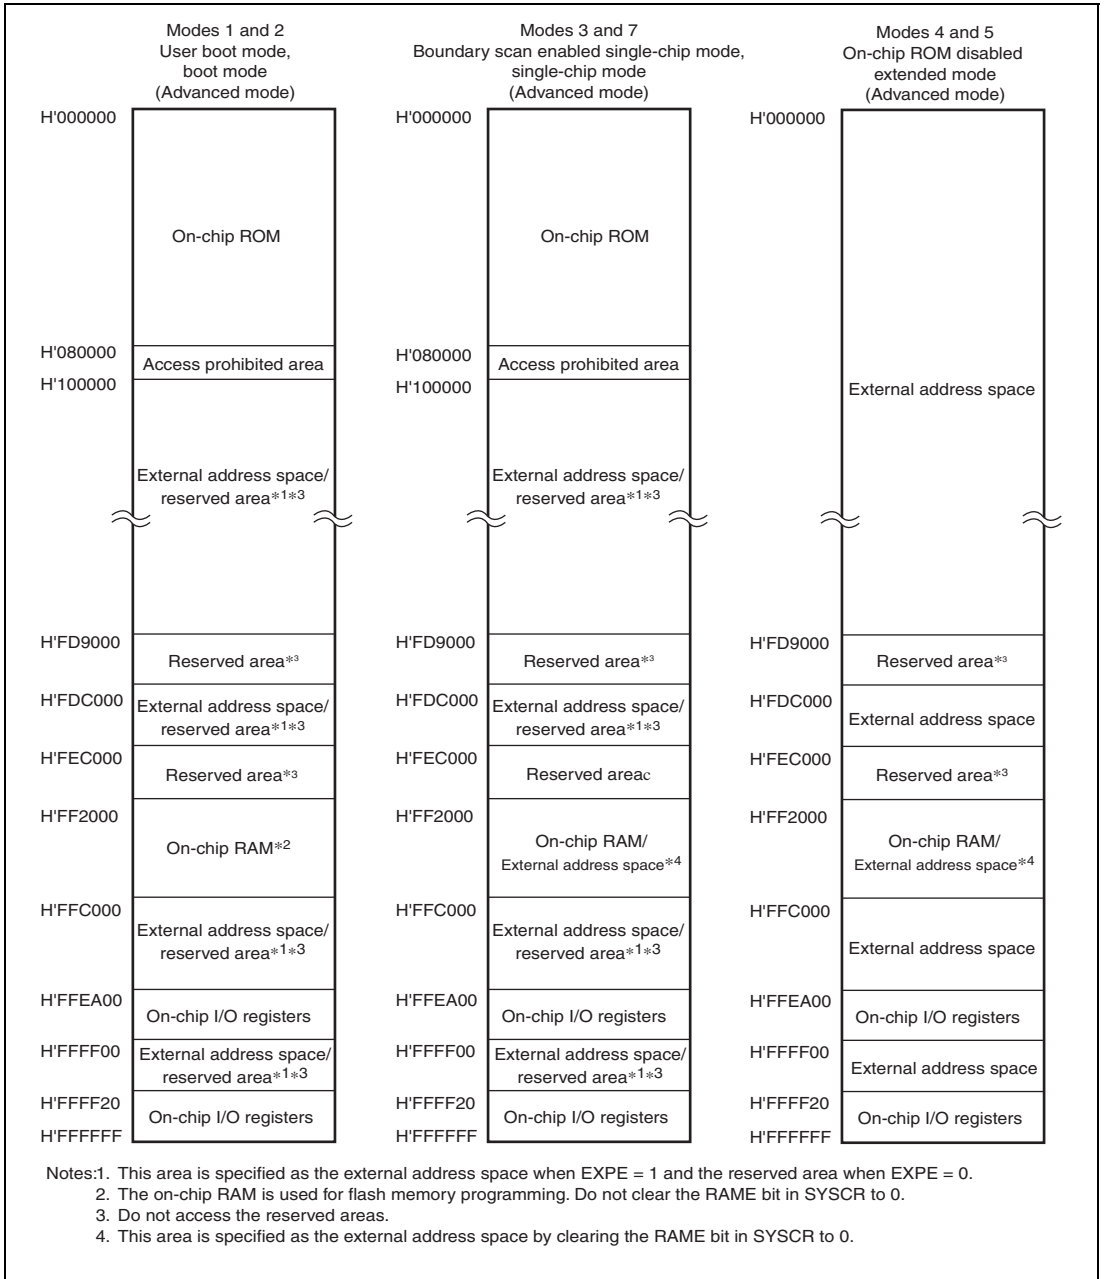 Modes 1 and 2
User boot mode,
boot mode
(Advanced mode)
H'000000
On-chip ROM
H'080000
Access prohibited area
H'100000
External address space/
reserved area*1*3
H'FD9000
Reserved area*3
H'FDC000
External address space/
reserved area*1*3
H'FEC000
Reserved area*3
H'FF2000
On-chip RAM*2
H'FFC000
External address space/
reserved area*1*3
H'FFEA00
On-chip I/O registers
H'FFFF00
External address space/
reserved area*1*3
H'FFFF20
On-chip I/O registers
H'FFFFFF
Modes 3 and 7
Boundary scan enabled single-chip mode,
single-chip mode
(Advanced mode)
H'000000
On-chip ROM
H'080000
Access prohibited area
H'100000
External address space/
reserved area*1*3
H'FD9000
Reserved area*3
H'FDC000
External address space/
reserved area*1*3
H'FEC000
Reserved areac
H'FF2000
On-chip RAM/
External address space*4
H'FFC000
External address space/
reserved area*1*3
H'FFEA00
On-chip I/O registers
H'FFFF00
External address space/
reserved area*1*3
H'FFFF20
On-chip I/O registers
H'FFFFFF
Modes 4 and 5
On-chip ROM disabled
extended mode
(Advanced mode)
H'000000
External address space
H'FD9000
Reserved area*3
H'FDC000
External address space
H'FEC000
Reserved area*3
H'FF2000
On-chip RAM/
External address space*4
H'FFC000
External address space
H'FFEA00
On-chip I/O registers
H'FFFF00
External address space
H'FFFF20
On-chip I/O registers
H'FFFFFF
Notes:1. This area is specified as the external address space when EXPE = 1 and the reserved area when EXPE = 0.
2. The on-chip RAM is used for flash memory programming. Do not clear the RAME bit in SYSCR to 0.
3. Do not access the reserved areas.
4. This area is specified as the external address space by clearing the RAME bit in SYSCR to 0.